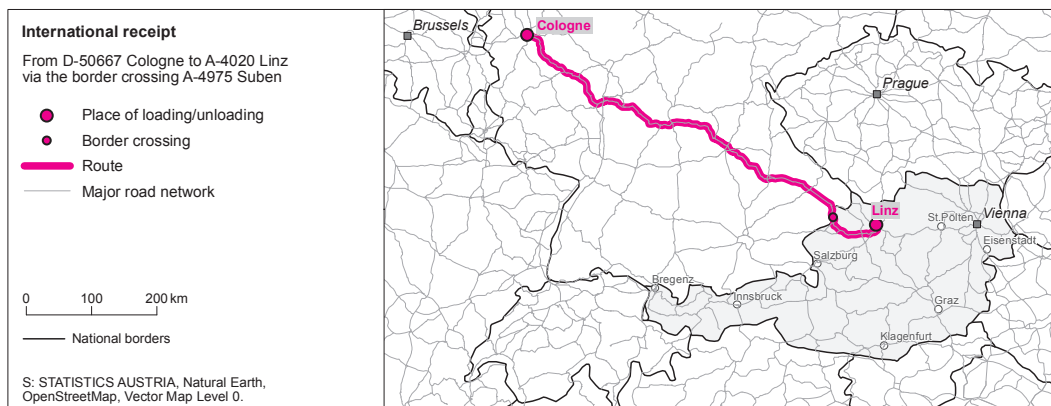 International receipt
From D-50667 Cologne to A-4020 Linz
via the border crossing A-4975 Suben
Place of loading/unloading
Border crossing
Route
Major road network
0 100 200 km
National borders
S: STATISTICS AUSTRIA, Natural Earth,
OpenStreetMap, Vector Map Level 0.
Brussels
Cologne
Prague
Linz
St.Pölten
Vienna
Eisenstadt
Salzburg
Bregenz
Innsbruck
Graz
Klagenfurt